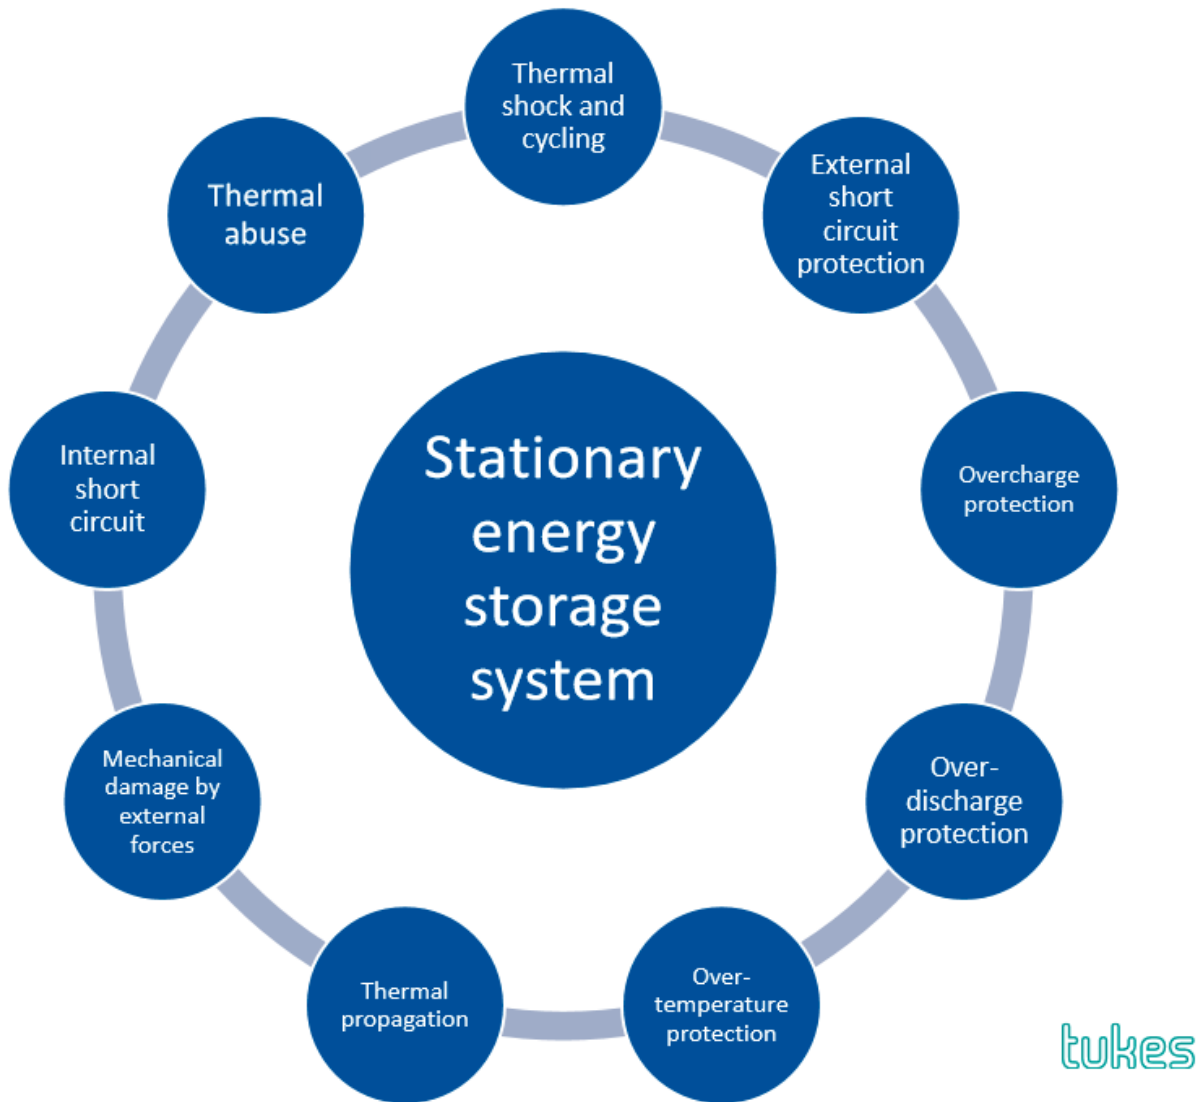 Thermal
shock and
cycling
External
short
circuit
protection
Overcharge
protection
Over-
discharge
protection
Over-
temperature
protection
Thermal
propagation
Mechanical
damage by
external
forces
Internal
short
circuit
Thermal
abuse
Stationary
energy
storage
system
tukes